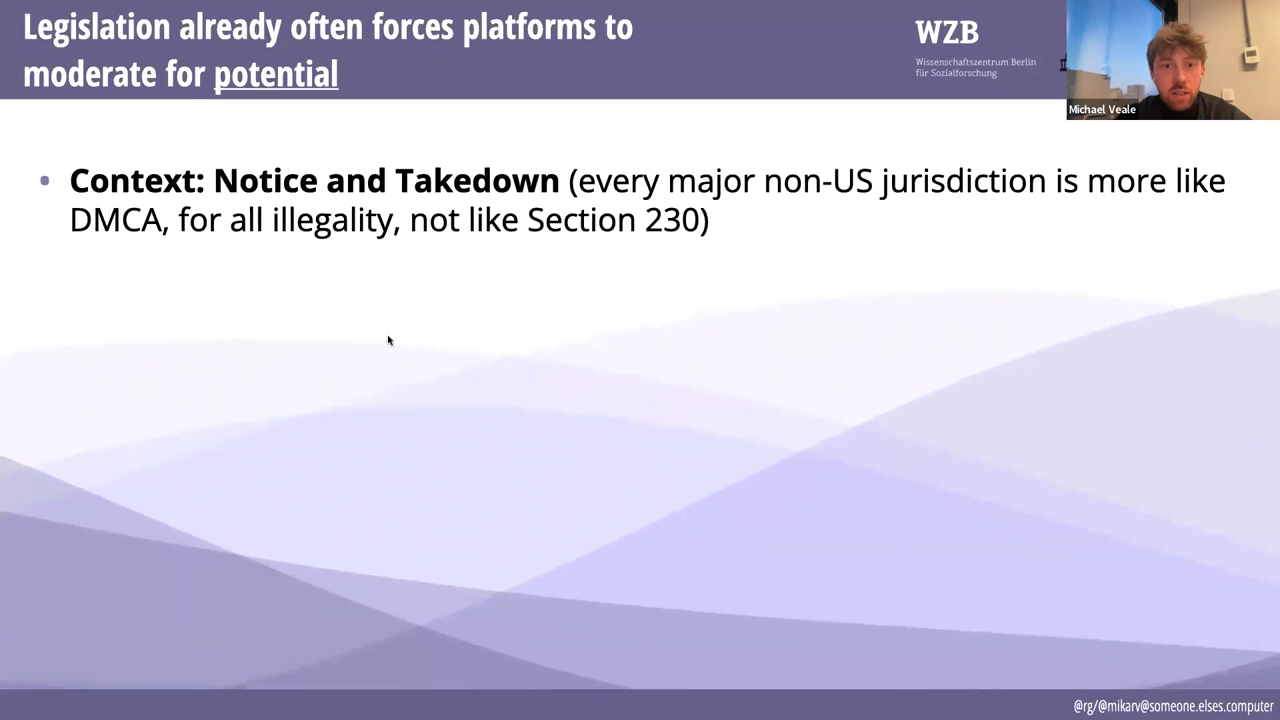 Legislation already often forces platforms to
moderate for potential
WZB
Wissenschaftszentrum Berlin
für Sozialforschung
Michael Veale
• Context: Notice and Takedown (every major non-US jurisdiction is more like
DMCA, for all illegality, not like Section 230)
@rg/@mikarv@someone.elses.computer